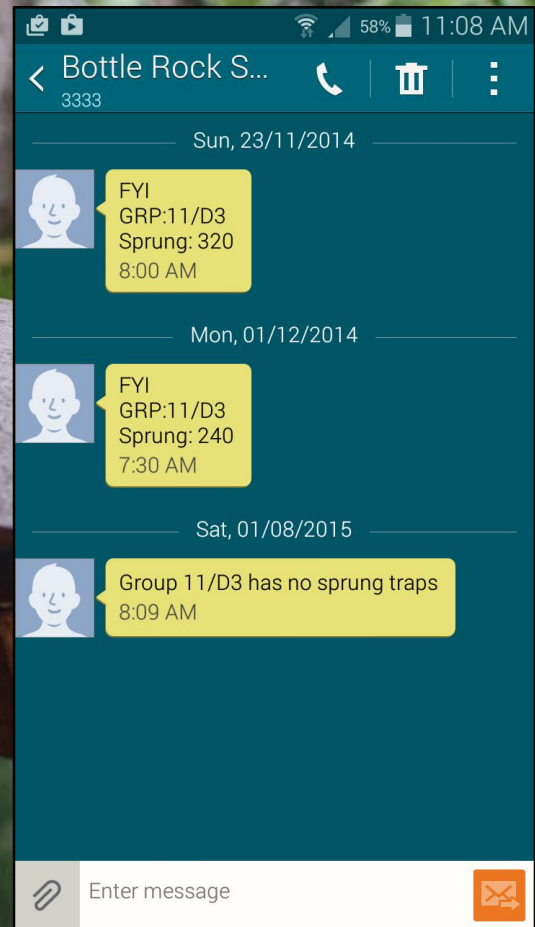 58% 11:08 AM
Bottle Rock S...
3333
Sun, 23/11/2014
FYI
GRP:11/D3
Sprung: 320
8:00 AM
Mon, 01/12/2014
FYI
GRP:11/D3
Sprung: 240
7:30 AM
Sat, 01/08/2015
Group 11/D3 has no sprung traps
8:09 AM
Enter message